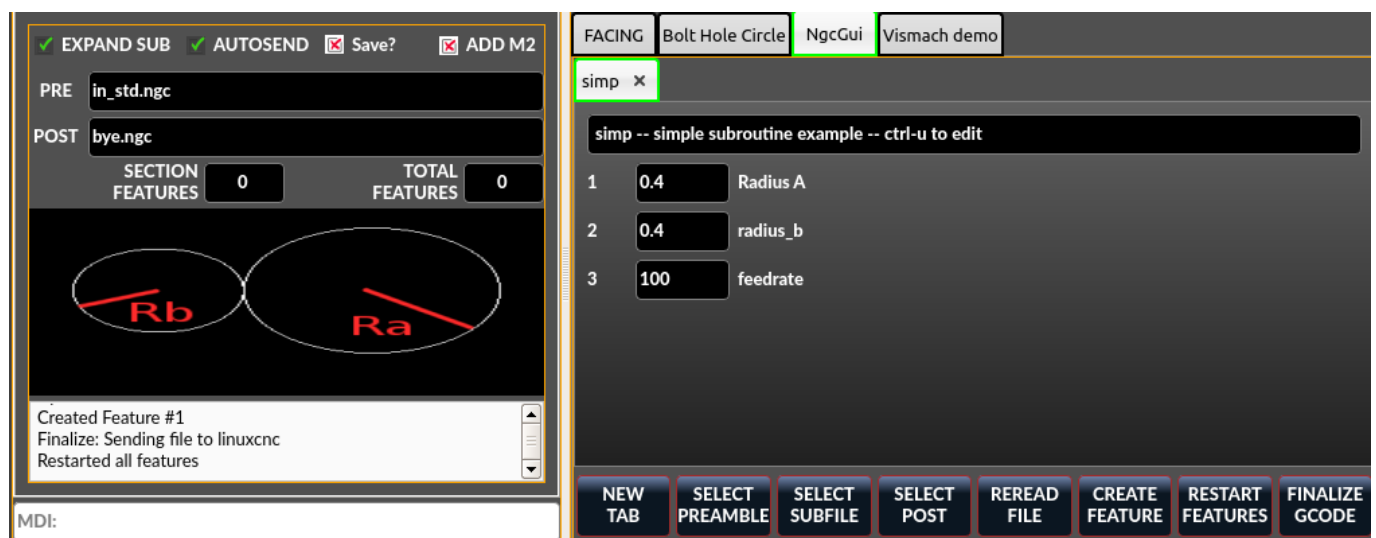 EXPAND SUB AUTOSEND Save? ADD M2
PRE in_std.ngc
POST bye.ngc
SECTION FEATURES 0 TOTAL FEATURES 0
Rb Ra
Created Feature #1
Finalize: Sending file to linuxcnc
Restarted all features
MDI:
FACING Bolt Hole Circle NgcGui Vismach demo
simp ×
simp -- simple subroutine example -- ctrl-u to edit
1 0.4 Radius A
2 0.4 radius_b
3 100 feedrate
NEW TAB SELECT PREAMBLE SELECT SUBFILE SELECT POST REREAD FILE CREATE FEATURE RESTART FEATURES FINALIZE GCODE